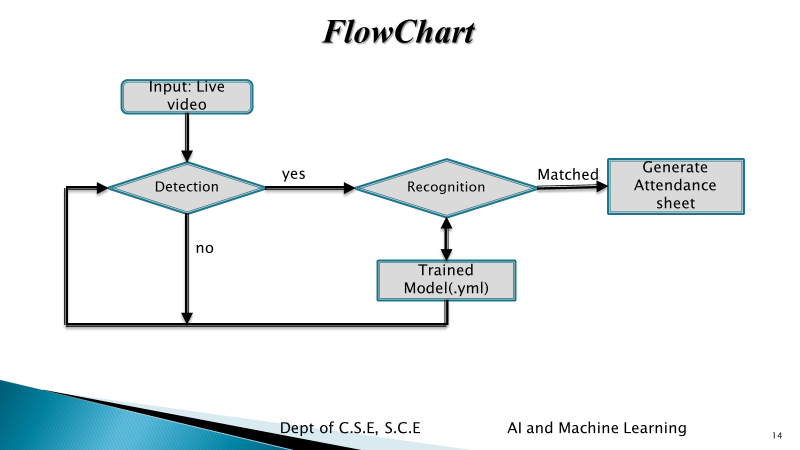 FlowChart
Input: Live
video
Detection
yes
Recognition
Matched
Generate
Attendance
sheet
no
Trained
Model(.yml)
Dept of C.S.E, S.C.E
AI and Machine Learning
14